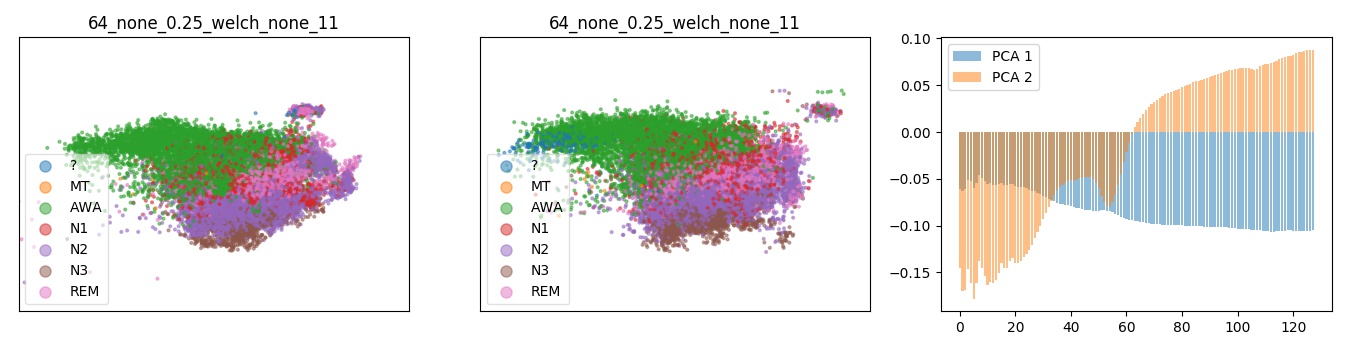 64_none_0.25_welch_none_11
?
MT
AWA
N1
N2
N3
REM
64_none_0.25_welch_none_11
?
MT
AWA
N1
N2
N3
REM
PCA 1
PCA 2
0.10
0.05
0.00
−0.05
−0.10
−0.15
0 20 40 60 80 100 120